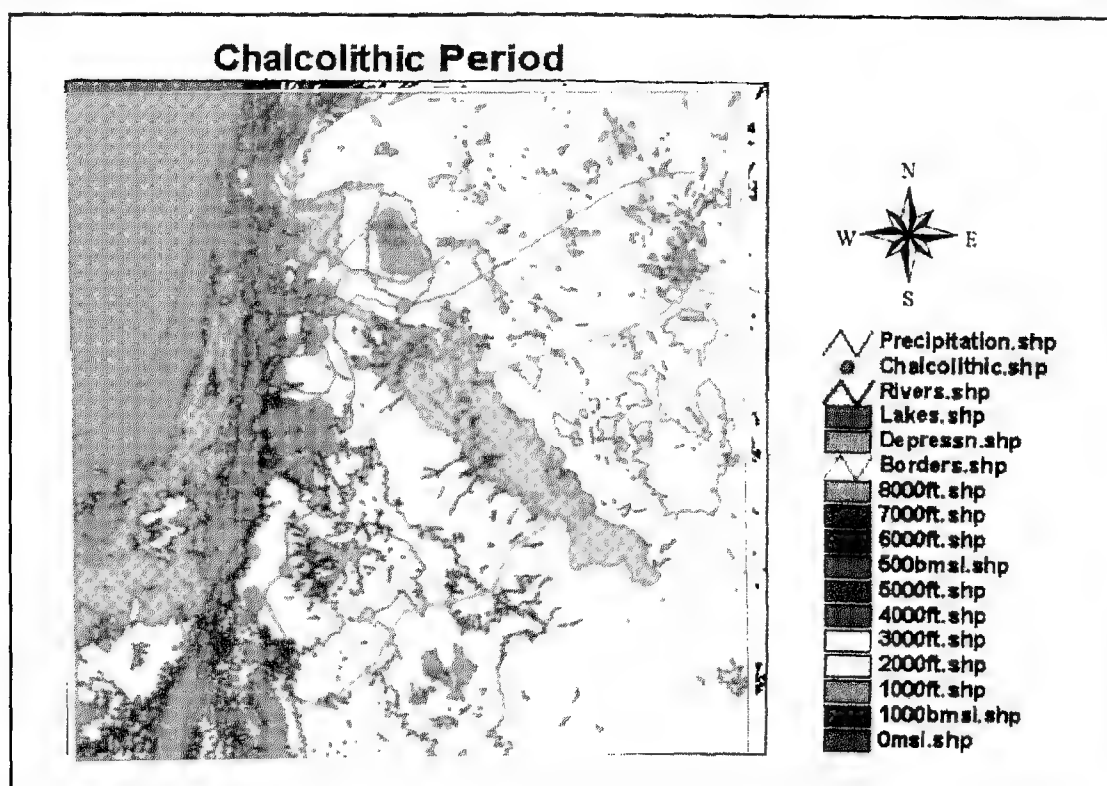 Chalcolithic Period
N
W E
S
Precipitation.shp
Chalcolithic.shp
Rivers.shp
Lakes.shp
Depressn.shp
Borders.shp
8000ft.shp
7000ft.shp
6000ft.shp
500bmsl.shp
5000ft.shp
4000ft.shp
3000ft.shp
2000ft.shp
1000ft.shp
1000bmsl.shp
0msl.shp